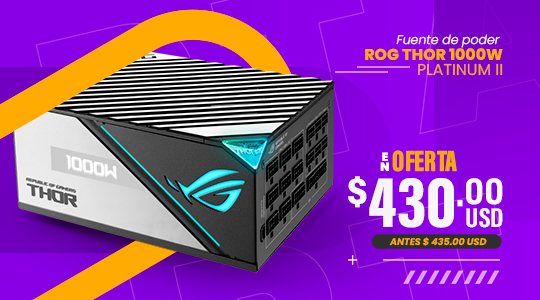 Fuente de poder
ROG THOR 1000W
PLATINUM II
1000W
REPUBLIC OF GAMERS
THOR
EN OFERTA
$430.00
USD
ANTES $ 435.00 USD